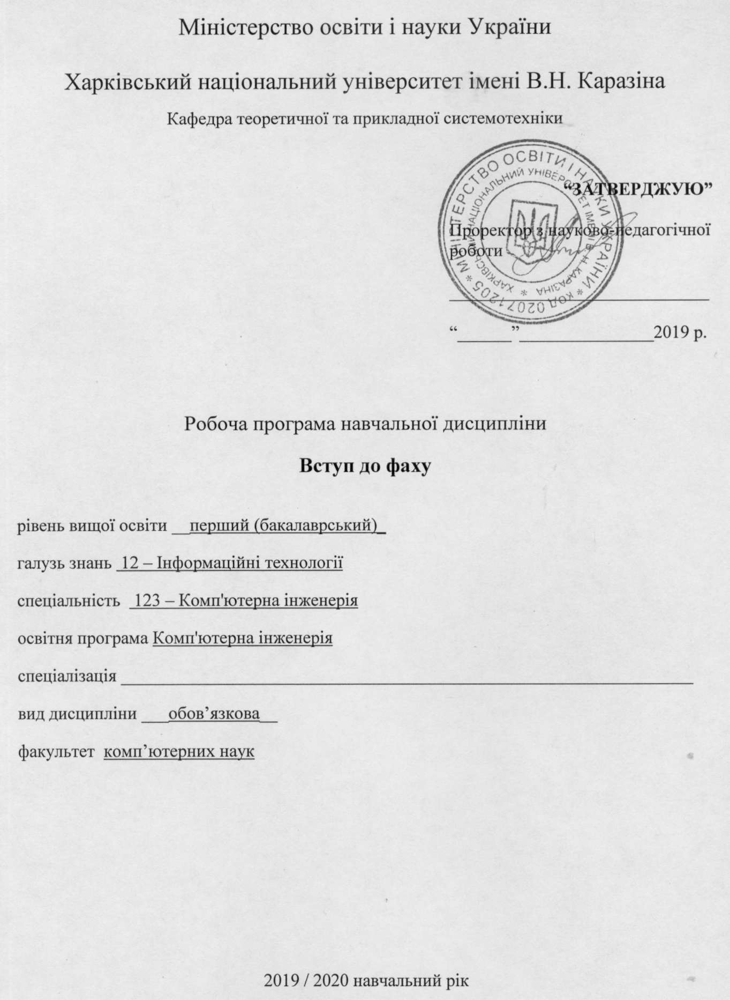 Міністерство освіти і науки України
Харківський національний університет імені В.Н. Каразіна
Кафедра теоретичної та прикладної системотехніки
“ЗАТВЕРДЖУЮ”
Проректор з науково-педагогічної
роботи
“______”_______________2019 р.
* МІНІСТЕРСТВО ОСВІТИ І НАУКИ УКРАЇНИ * КОД 02071205
* ХАРКІВСЬКИЙ НАЦІОНАЛЬНИЙ УНІВЕРСИТЕТ ІМЕНІ В. Н. КАРАЗІНА
Робоча програма навчальної дисципліни
Вступ до фаху
рівень вищої освіти __перший (бакалаврський)_
галузь знань 12 – Інформаційні технології
спеціальність 123 – Комп'ютерна інженерія
освітня програма Комп'ютерна інженерія
спеціалізація ________________
вид дисципліни ___обов’язкова__
факультет комп’ютерних наук
2019 / 2020 навчальний рік